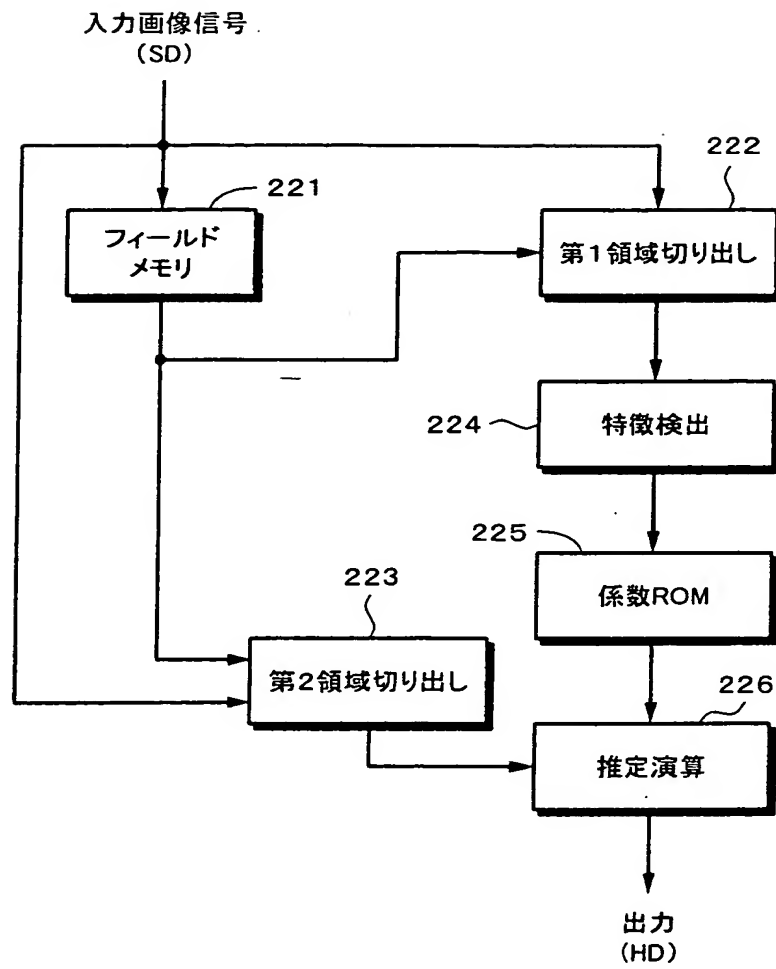 入力画像信号
(SD)
222
221
フィールド
メモリ
第1領域切り出し
224
特徴検出
225
223
係数ROM
第2領域切り出し
226
推定演算
出力
(HD)